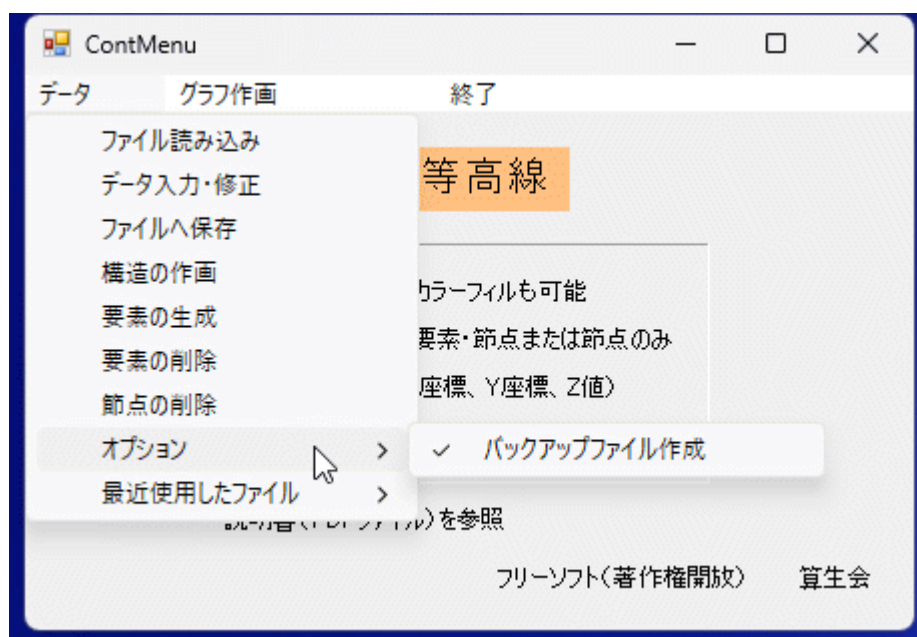 ContMenu
データ グラフ作画 終了
ファイル読み込み
データ入力・修正
ファイルへ保存
構造の作画
要素の生成
要素の削除
節点の削除
オプション
最近使用したファイル
バックアップファイル作成
等高線
カラーフィルも可能
要素・節点または節点のみ
座標、Y座標、Z値）
）を参照
フリーソフト（著作権開放） 算生会